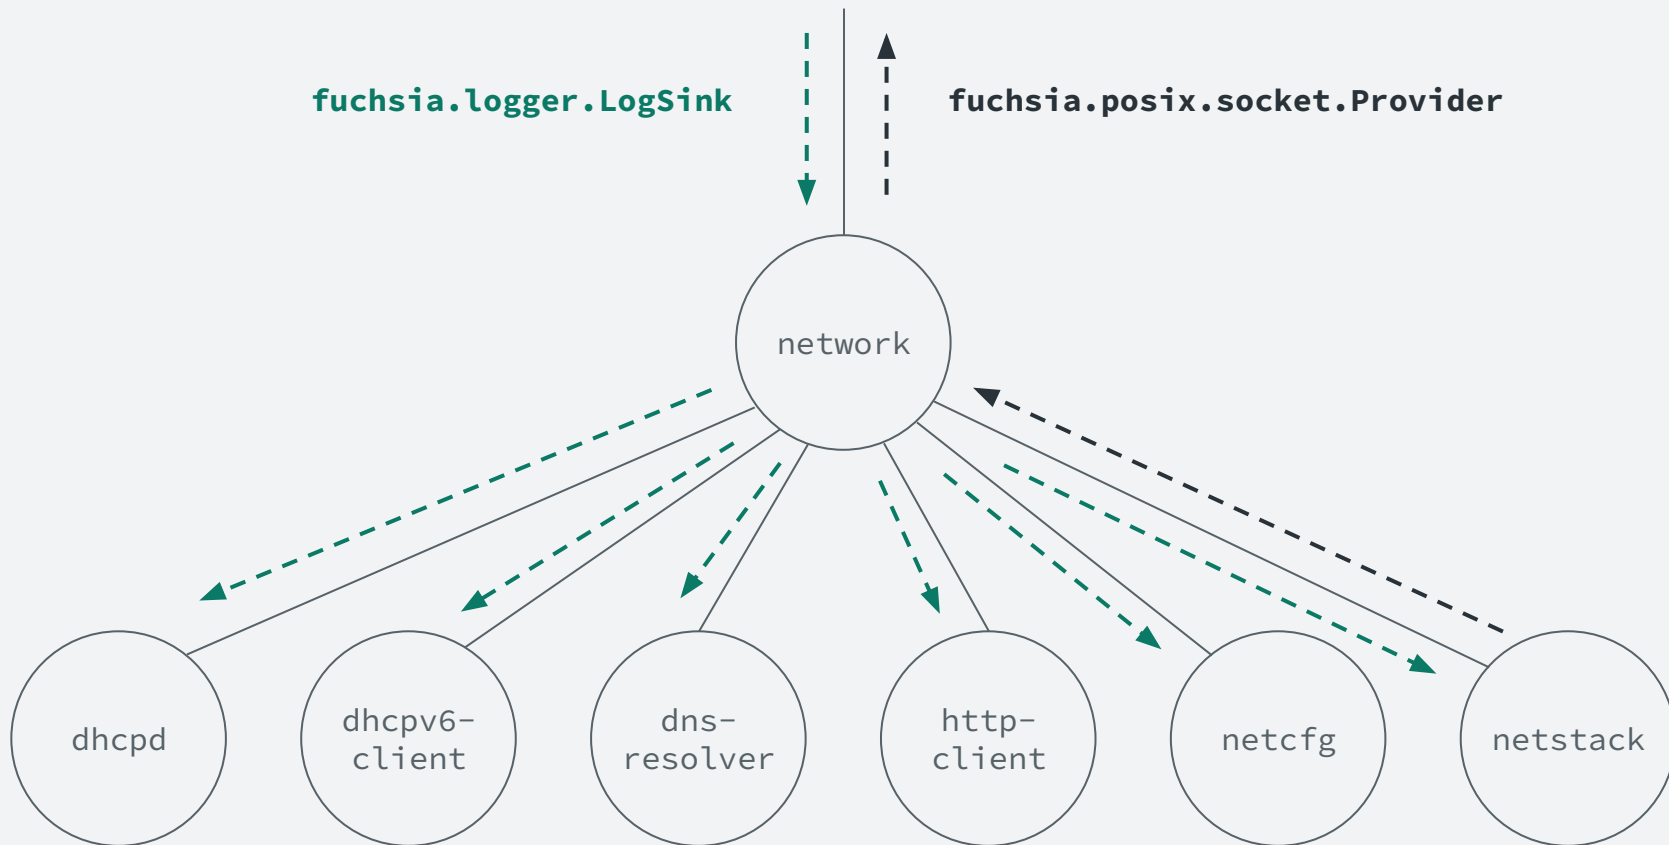 fuchsia.logger.LogSink
fuchsia.posix.socket.Provider
network
dhcpd
dhcpv6-
client
dns-
resolver
http-
client
netcfg
netstack